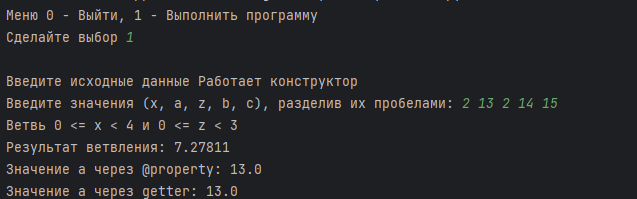 Меню 0 - Выйти, 1 - Выполнить программу
Сделайте выбор 1
Введите исходные данные Работает конструктор
Введите значения (x, a, z, b, c), разделив их пробелами: 2 13 2 14 15
Ветвь 0 <= x < 4 и 0 <= z < 3
Результат ветвления: 7.27811
Значение a через @property: 13.0
Значение a через getter: 13.0